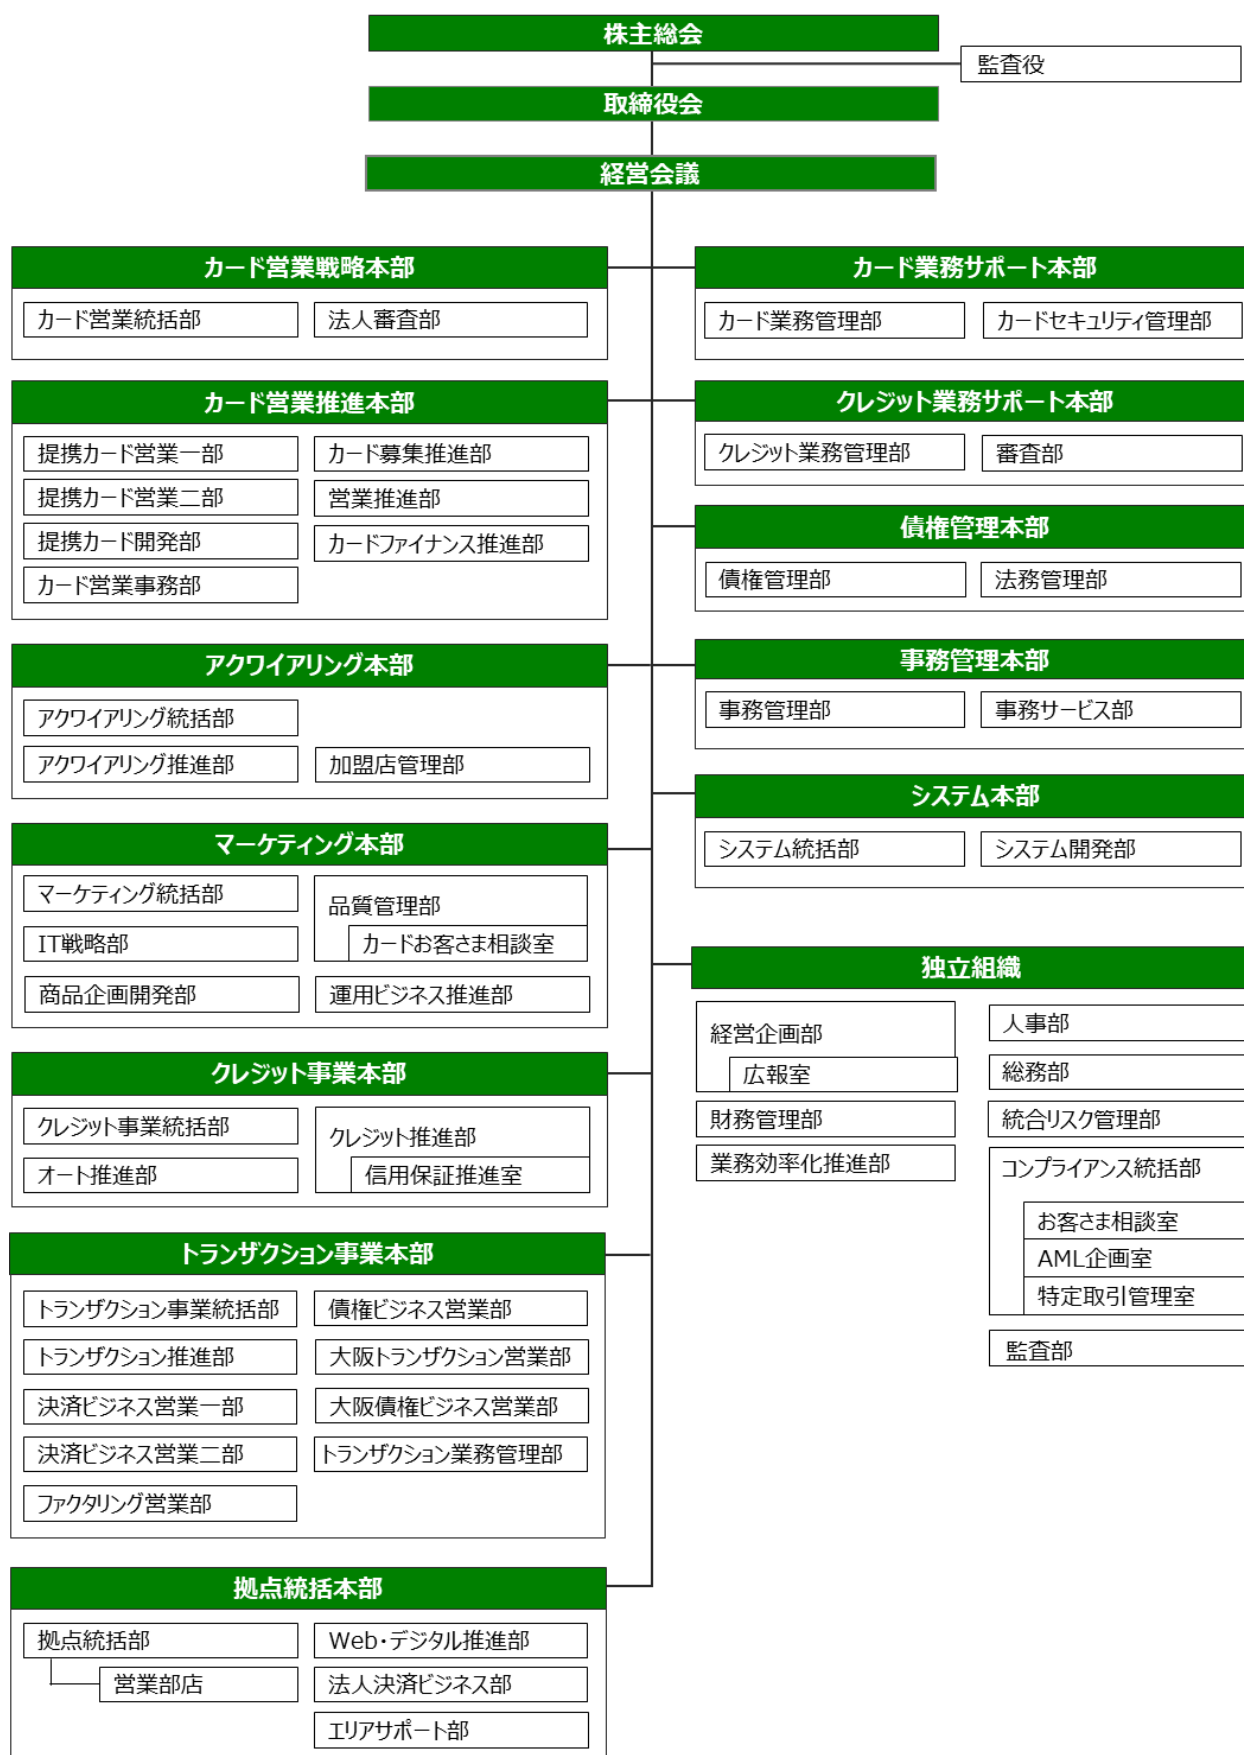 株主総会
監査役
取締役会
経営会議
カード営業戦略本部
カード営業統括部
法人審査部
カード営業推進本部
提携カード営業一部
カード募集推進部
提携カード営業二部
営業推進部
提携カード開発部
カードファイナンス推進部
カード営業事務部
アクワイアリング本部
アクワイアリング統括部
アクワイアリング推進部
加盟店管理部
マーケティング本部
マーケティング統括部
品質管理部
カードお客さま相談室
IT戦略部
商品企画開発部
運用ビジネス推進部
クレジット事業本部
クレジット事業統括部
クレジット推進部
信用保証推進室
オート推進部
トランザクション事業本部
トランザクション事業統括部
債権ビジネス営業部
トランザクション推進部
大阪トランザクション営業部
決済ビジネス営業一部
大阪債権ビジネス営業部
決済ビジネス営業二部
トランザクション業務管理部
ファクタリング営業部
拠点統括本部
拠点統括部
Web・デジタル推進部
営業部店
法人決済ビジネス部
エリアサポート部
カード業務サポート本部
カード業務管理部
カードセキュリティ管理部
クレジット業務サポート本部
クレジット業務管理部
審査部
債権管理本部
債権管理部
法務管理部
事務管理本部
事務管理部
事務サービス部
システム本部
システム統括部
システム開発部
独立組織
経営企画部
広報室
財務管理部
業務効率化推進部
人事部
総務部
統合リスク管理部
コンプライアンス統括部
お客さま相談室
AML企画室
特定取引管理室
監査部